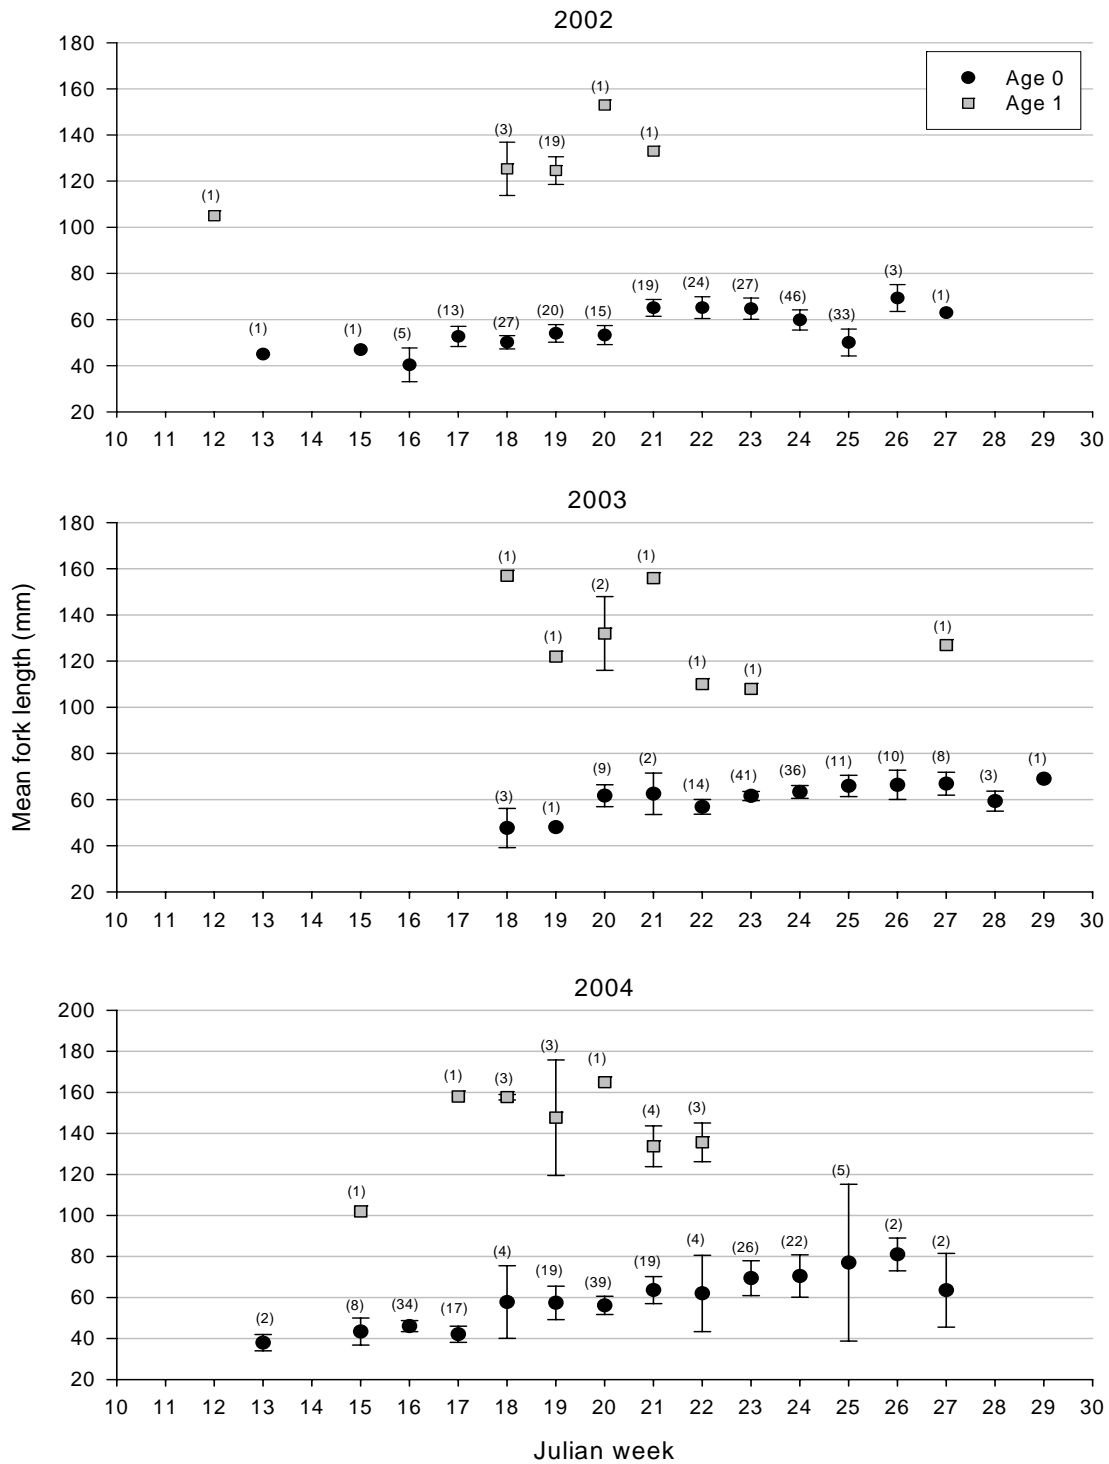 2002
180
160
140
120
100
80
60
40
20
Age 0
Age 1
(1) (3) (19) (1) (1)
(1) (1) (5) (13) (27) (20) (15) (19) (24) (27) (46) (33) (3) (1)
10 11 12 13 14 15 16 17 18 19 20 21 22 23 24 25 26 27 28 29 30
2003
Mean fork length (mm)
180
160
140
120
100
80
60
40
20
(1) (1) (2) (1) (1) (1) (1)
(3) (1) (9) (2) (14) (41) (36) (11) (10) (8) (3) (1)
10 11 12 13 14 15 16 17 18 19 20 21 22 23 24 25 26 27 28 29 30
2004
200
180
160
140
120
100
80
60
40
20
(1) (1) (3) (3) (1) (4) (3)
(2) (8) (34) (17) (4) (19) (39) (19) (4) (26) (22) (5) (2) (2)
10 11 12 13 14 15 16 17 18 19 20 21 22 23 24 25 26 27 28 29 30
Julian week